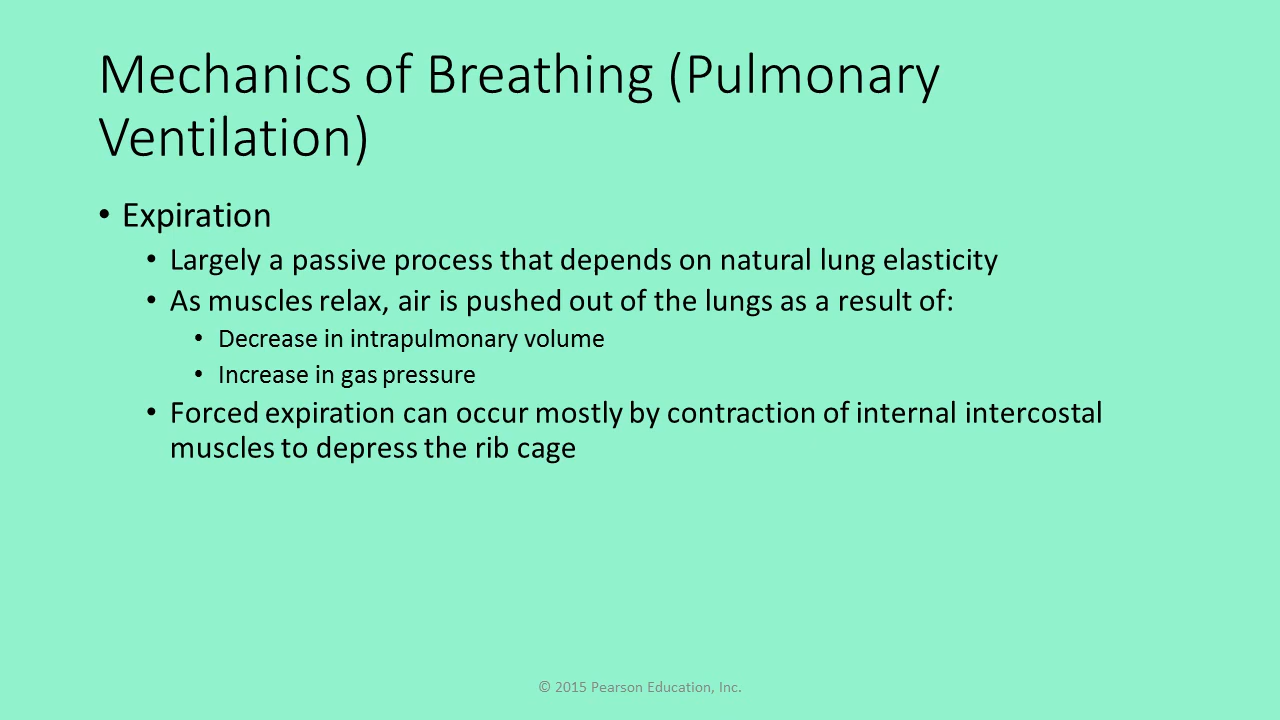 Mechanics of Breathing (Pulmonary
Ventilation)
• Expiration
• Largely a passive process that depends on natural lung elasticity
• As muscles relax, air is pushed out of the lungs as a result of:
• Decrease in intrapulmonary volume
• Increase in gas pressure
• Forced expiration can occur mostly by contraction of internal intercostal
muscles to depress the rib cage
© 2015 Pearson Education, Inc.